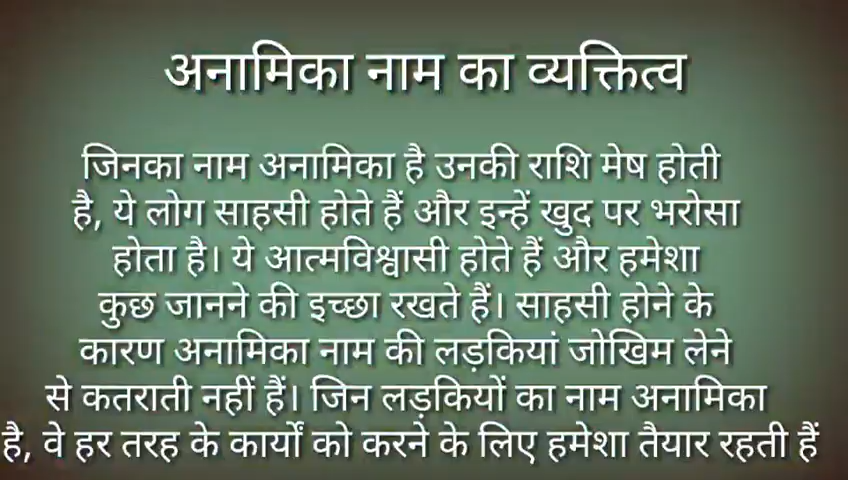 अनामिका नाम का व्यक्तित्व
जिनका नाम अनामिका है उनकी राशि मेष होती
है, ये लोग साहसी होते हैं और इन्हें खुद पर भरोसा
होता है। ये आत्मविश्वासी होते हैं और हमेशा
कुछ जानने की इच्छा रखते हैं। साहसी होने के
कारण अनामिका नाम की लड़कियां जोखिम लेने
से कतराती नहीं हैं। जिन लड़कियों का नाम अनामिका
है, वे हर तरह के कार्यों को करने के लिए हमेशा तैयार रहती हैं